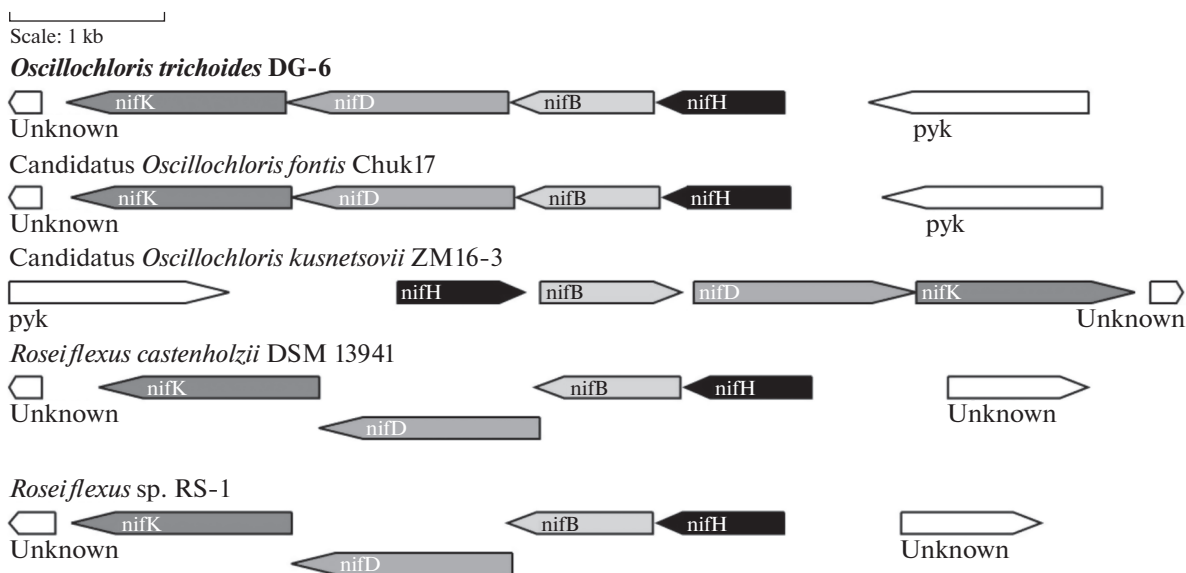 Scale: 1 kb
Oscillochloris trichoides DG-6
nifK nifD nifB nifH
Unknown pyk
Candidatus Oscillochloris fontis Chuk17
nifK nifD nifB nifH
Unknown pyk
Candidatus Oscillochloris kusnetsovii ZM16-3
nifH nifB nifD nifK
pyk Unknown
Roseiflexus castenholzii DSM 13941
nifK nifB nifH
Unknown Unknown
nifD
Roseiflexus sp. RS-1
nifK nifB nifH
Unknown Unknown
nifD